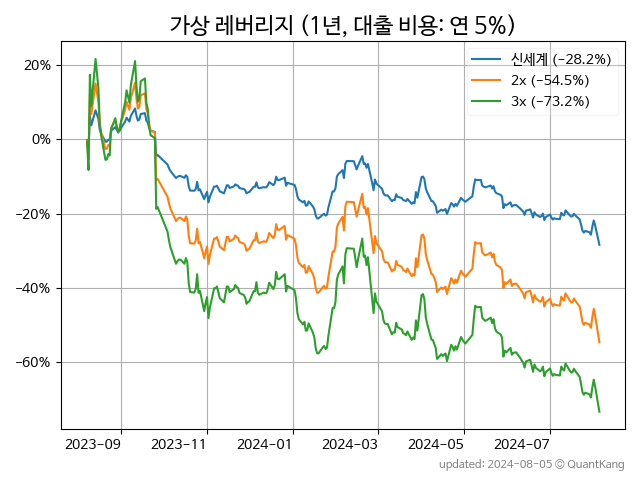 가상 레버리지 (1년, 대출 비용: 연 5%)
신세계 (−28.2%)
2x (−54.5%)
3x (−73.2%)
20%
0%
−20%
−40%
−60%
2023-09 2023-11 2024-01 2024-03 2024-05 2024-07
updated: 2024-08-05 © QuantKang